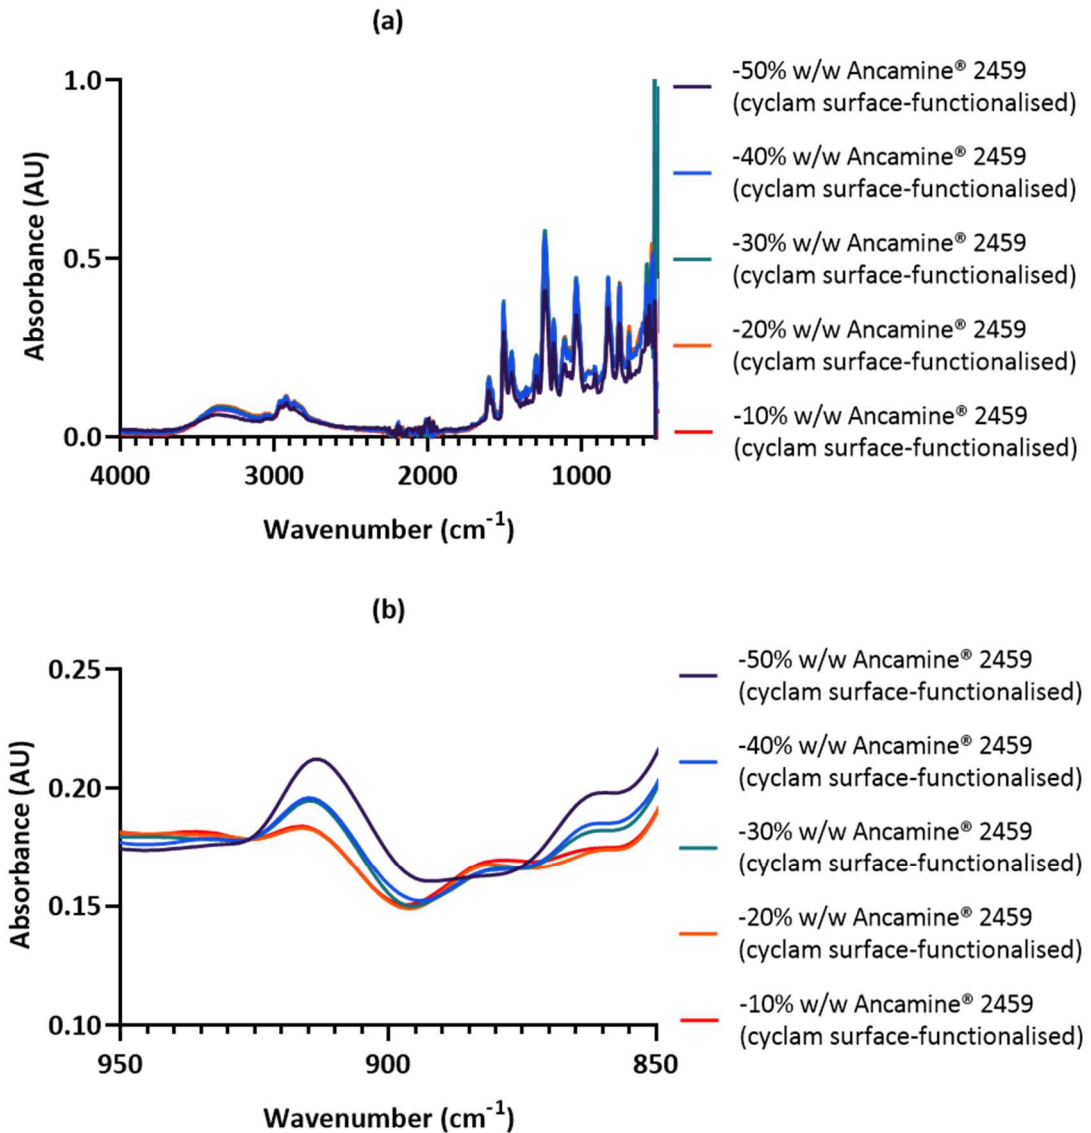 (a)
1.0
0.5
0.0
Absorbance (AU)
4000 3000 2000 1000
Wavenumber (cm⁻¹)
-50% w/w Ancamine® 2459
(cyclam surface-functionalised)
-40% w/w Ancamine® 2459
(cyclam surface-functionalised)
-30% w/w Ancamine® 2459
(cyclam surface-functionalised)
-20% w/w Ancamine® 2459
(cyclam surface-functionalised)
-10% w/w Ancamine® 2459
(cyclam surface-functionalised)
(b)
0.25
0.20
0.15
0.10
Absorbance (AU)
950 900 850
Wavenumber (cm⁻¹)
-50% w/w Ancamine® 2459
(cyclam surface-functionalised)
-40% w/w Ancamine® 2459
(cyclam surface-functionalised)
-30% w/w Ancamine® 2459
(cyclam surface-functionalised)
-20% w/w Ancamine® 2459
(cyclam surface-functionalised)
-10% w/w Ancamine® 2459
(cyclam surface-functionalised)